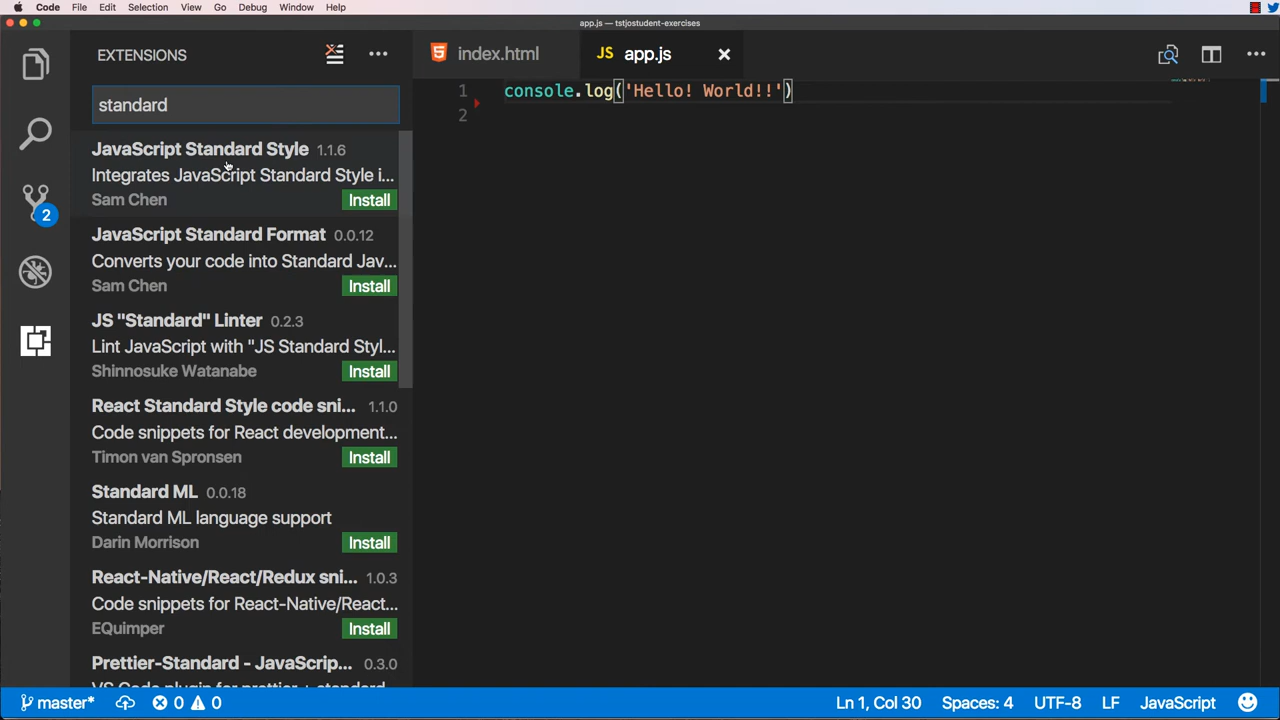 Code File Edit Selection View Go Debug Window Help
app.js — tstjostudent-exercises
EXTENSIONS
standard
JavaScript Standard Style 1.1.6
Integrates JavaScript Standard Style i...
Sam Chen Install
JavaScript Standard Format 0.0.12
Converts your code into Standard Jav...
Sam Chen Install
JS "Standard" Linter 0.2.3
Lint JavaScript with "JS Standard Styl...
Shinnosuke Watanabe Install
React Standard Style code sni... 1.1.0
Code snippets for React development...
Timon van Spronsen Install
Standard ML 0.0.18
Standard ML language support
Darin Morrison Install
React-Native/React/Redux sni... 1.0.3
Code snippets for React-Native/React...
EQuimper Install
Prettier-Standard - JavaScrip... 0.3.0
VS Code plugin for prettier + standard
2
index.html JS app.js
1 console.log('Hello! World!!')
2
master* 0 0 Ln 1, Col 30 Spaces: 4 UTF-8 LF JavaScript